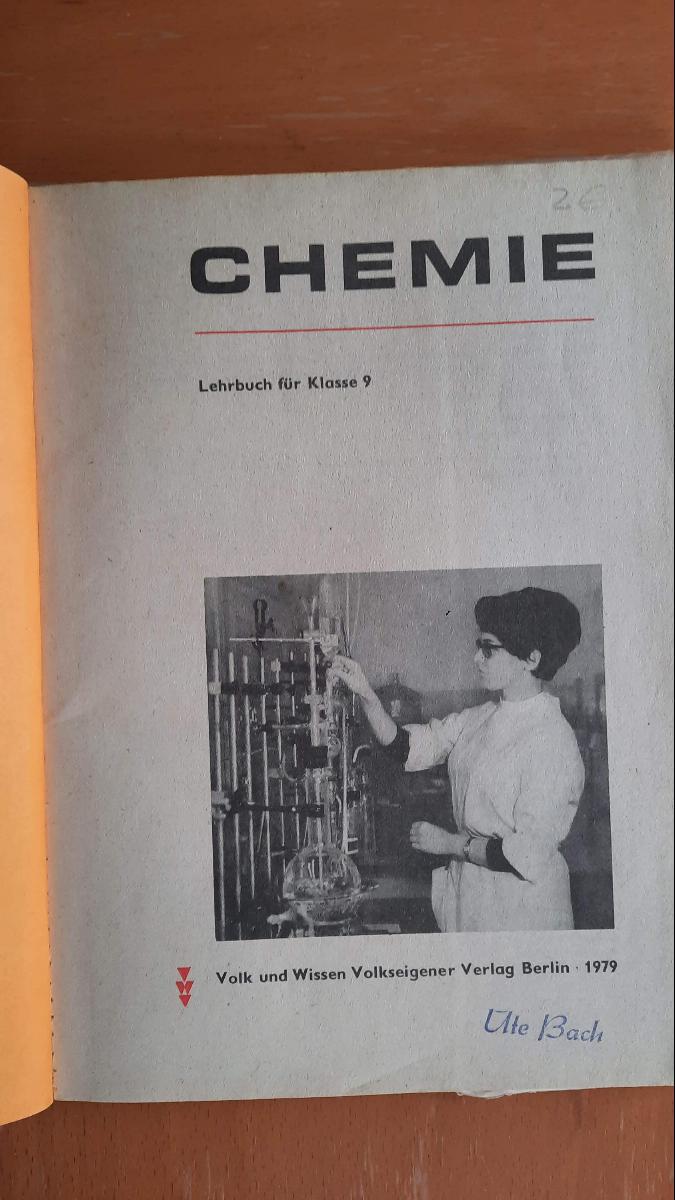 2€
CHEMIE
Lehrbuch für Klasse 9
Volk und Wissen Volkseigener Verlag Berlin · 1979
Ute Bach